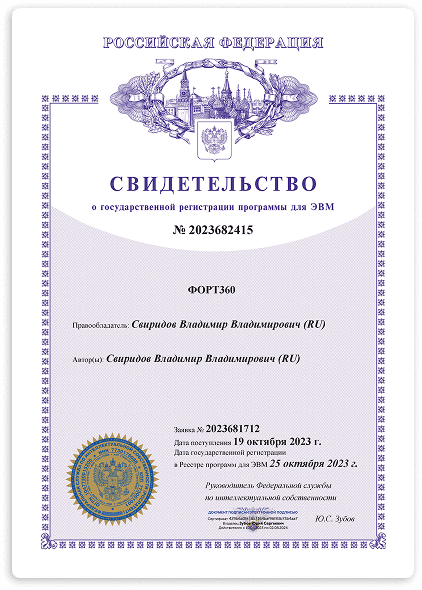 РОССИЙСКАЯ ФЕДЕРАЦИЯ
СВИДЕТЕЛЬСТВО
о государственной регистрации программы для ЭВМ
№ 2023682415
ФОРТ360
Правообладатель: Свиридов Владимир Владимирович (RU)
Автор(ы): Свиридов Владимир Владимирович (RU)
Заявка № 2023681712
Дата поступления 19 октября 2023 г.
Дата государственной регистрации
в Реестре программ для ЭВМ 25 октября 2023 г.
Руководитель Федеральной службы
по интеллектуальной собственности
ДОКУМЕНТ ПОДПИСАН ЭЛЕКТРОННОЙ ПОДПИСЬЮ
Сертификат
Владелец Зубов Юрий Сергеевич
Действителен с по 02.08.2024
Ю.С. Зубов